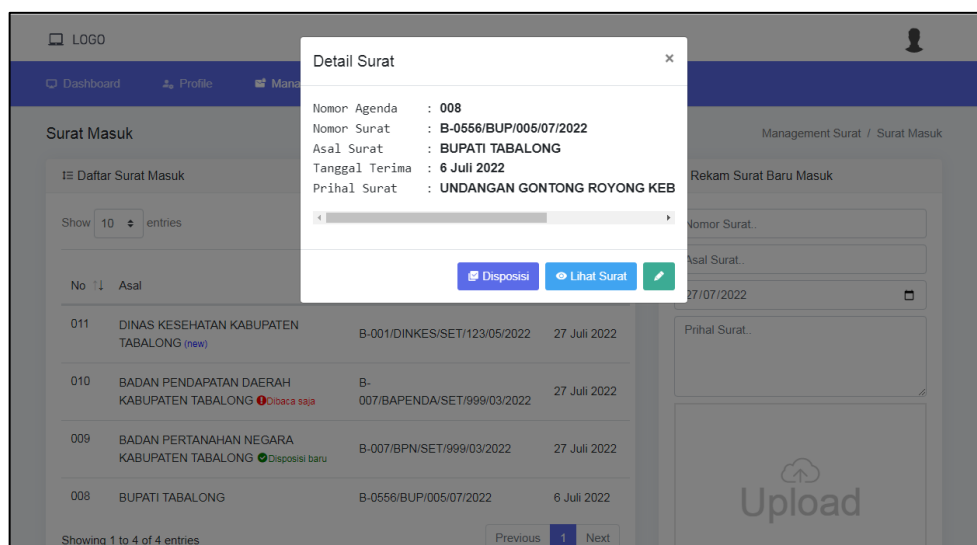 LOGO
Dashboard Profile Mana
Detail Surat ×
Nomor Agenda : 008
Nomor Surat : B-0556/BUP/005/07/2022
Asal Surat : BUPATI TABALONG
Tanggal Terima : 6 Juli 2022
Prihal Surat : UNDANGAN GONTONG ROYONG KEB
Disposisi Lihat Surat
Surat Masuk
Management Surat / Surat Masuk
Daftar Surat Masuk
Show 10 entries
No Asal
011 DINAS KESEHATAN KABUPATEN
TABALONG (new) B-001/DINKES/SET/123/05/2022 27 Juli 2022
010 BADAN PENDAPATAN DAERAH
KABUPATEN TABALONG Dibaca saja
B-
007/BAPENDA/SET/999/03/2022 27 Juli 2022
009 BADAN PERTANAHAN NEGARA
KABUPATEN TABALONG Disposisi baru B-007/BPN/SET/999/03/2022 27 Juli 2022
008 BUPATI TABALONG B-0556/BUP/005/07/2022 6 Juli 2022
Showing 1 to 4 of 4 entries
Previous 1 Next
Rekam Surat Baru Masuk
Nomor Surat..
Asal Surat..
27/07/2022
Prihal Surat..
Upload